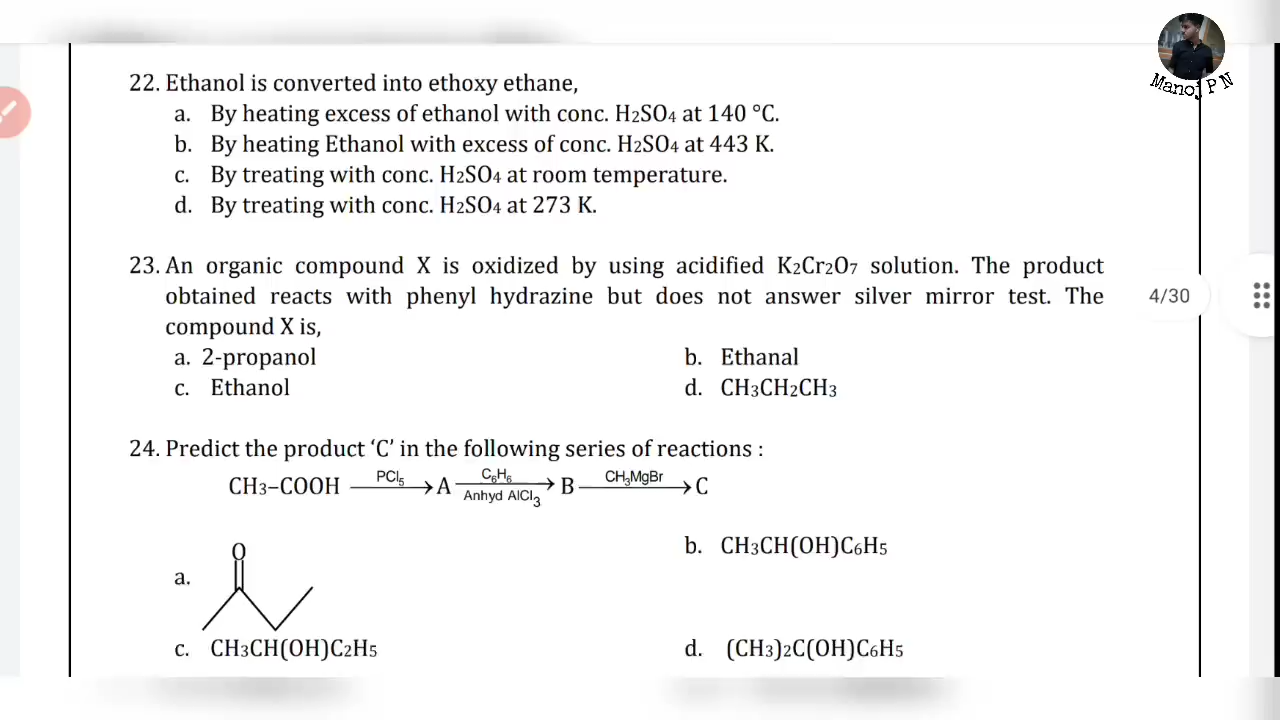 Manoj P N
22. Ethanol is converted into ethoxy ethane,
a. By heating excess of ethanol with conc. H2SO4 at 140 °C.
b. By heating Ethanol with excess of conc. H2SO4 at 443 K.
c. By treating with conc. H2SO4 at room temperature.
d. By treating with conc. H2SO4 at 273 K.
23. An organic compound X is oxidized by using acidified K2Cr2O7 solution. The product
obtained reacts with phenyl hydrazine but does not answer silver mirror test. The
compound X is,
4/30
a. 2-propanol b. Ethanal
c. Ethanol d. CH3CH2CH3
24. Predict the product ‘C’ in the following series of reactions :
CH3–COOH PCl5 → A C6H6 Anhyd AlCl3 → B CH3MgBr → C
a. O b. CH3CH(OH)C6H5
c. CH3CH(OH)C2H5 d. (CH3)2C(OH)C6H5